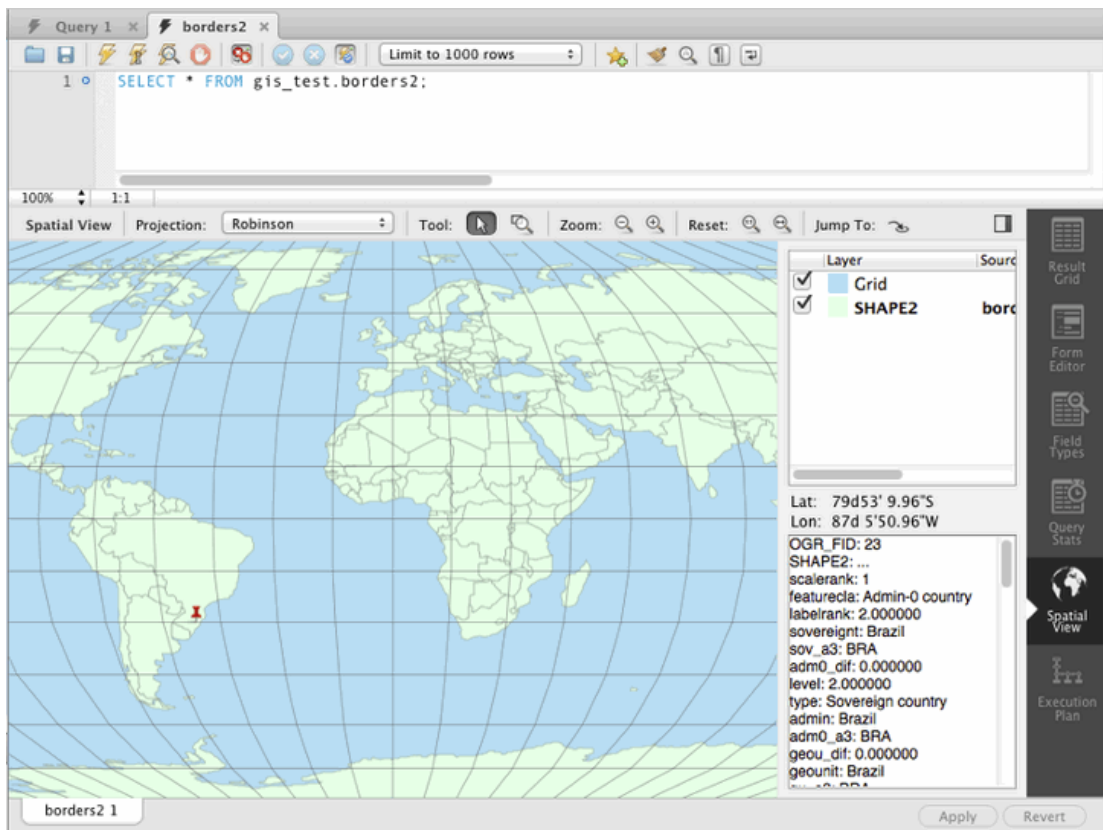 Query 1
borders2
Limit to 1000 rows
1 SELECT * FROM gis_test.borders2;
100% 1:1
Spatial View Projection: Robinson Tool: Zoom: Reset: Jump To:
Layer Sourc
Grid
SHAPE2 bord
Lat: 79d53' 9.96"S
Lon: 87d 5'50.96"W
OGR_FID: 23
SHAPE2: ...
scalerank: 1
featurecla: Admin-0 country
labelrank: 2.000000
sovereignt: Brazil
sov_a3: BRA
adm0_dif: 0.000000
level: 2.000000
type: Sovereign country
admin: Brazil
adm0_a3: BRA
geou_dif: 0.000000
geounit: Brazil
Result
Grid
Form
Editor
Field
Types
Query
Stats
Spatial
View
Execution
Plan
borders2 1
Apply Revert